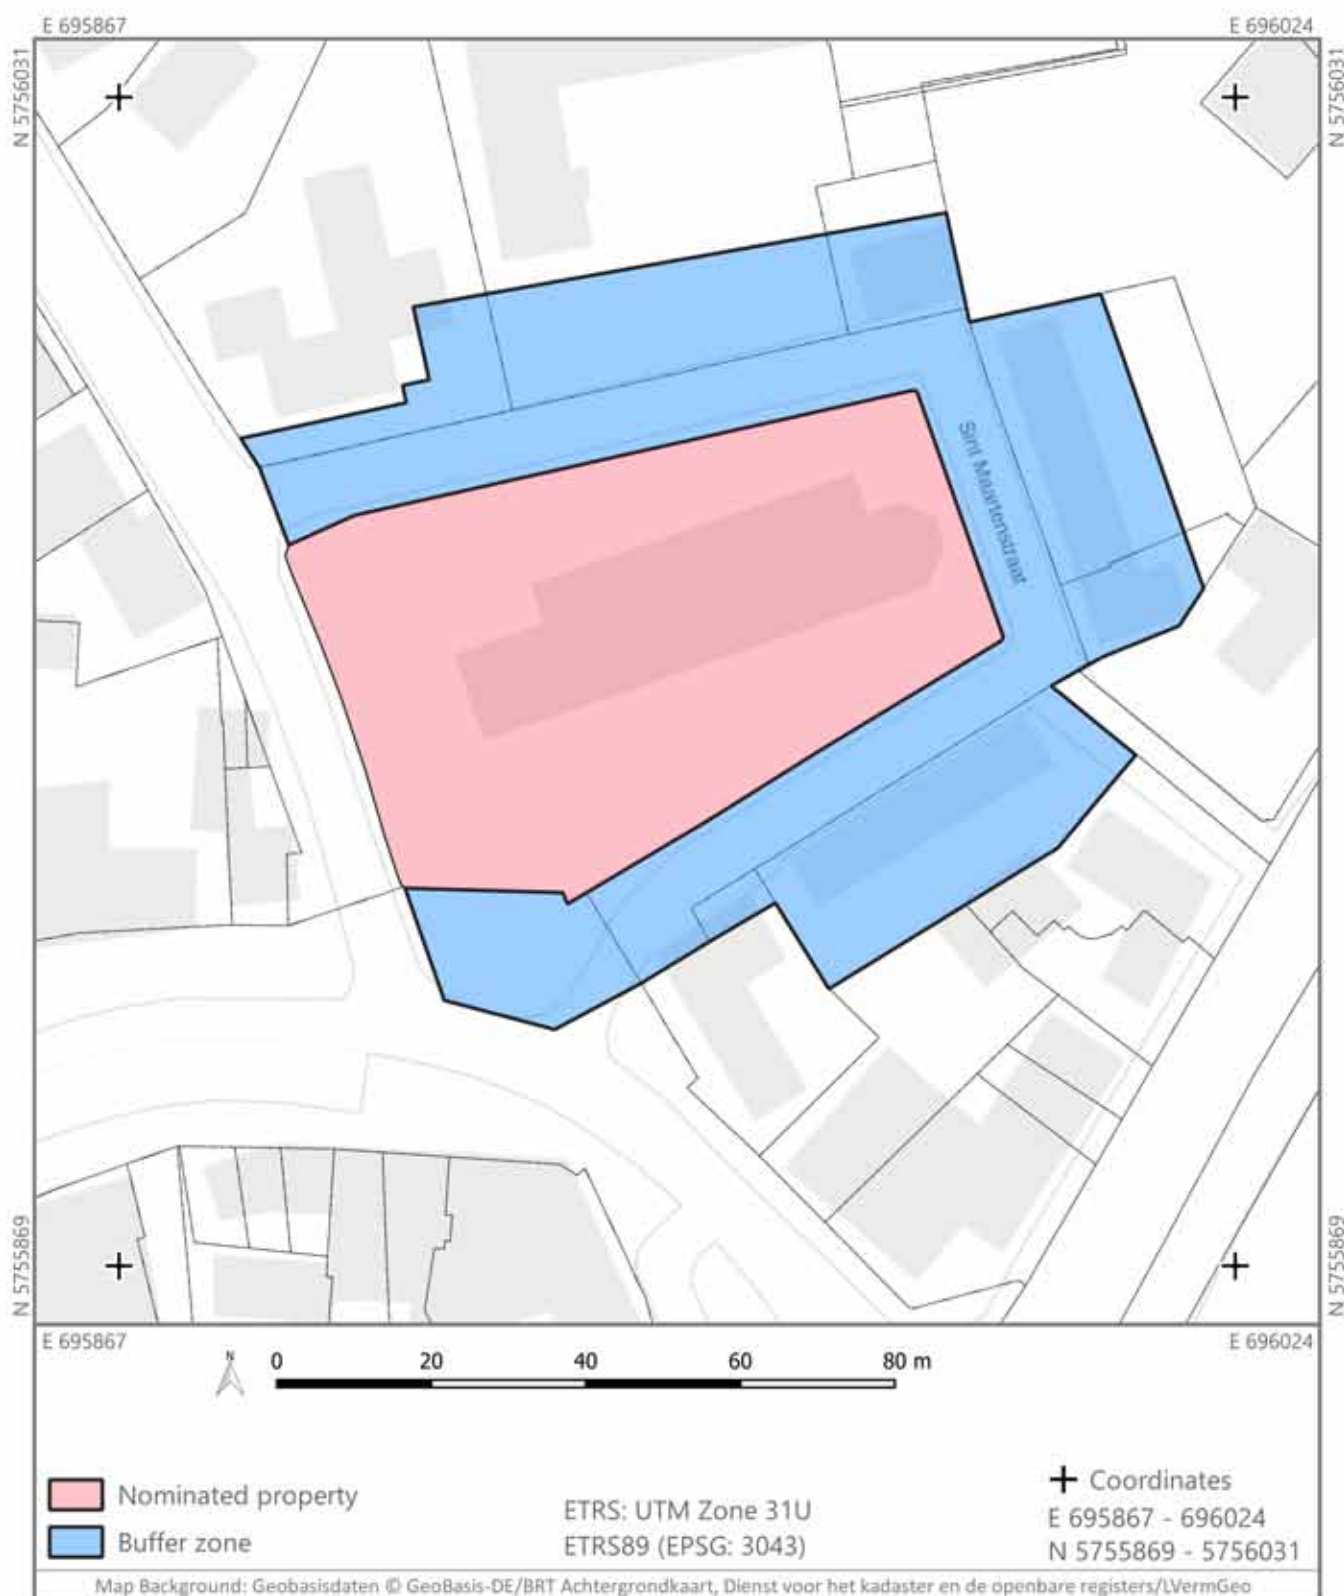 E 695867
E 696024
N 5756031
N 5756031
Sint Maartenstraat
N 5755869
N 5755869
E 695867
E 696024
N
0 20 40 60 80 m
Nominated property
Buffer zone
ETRS: UTM Zone 31U
ETRS89 (EPSG: 3043)
Coordinates
E 695867 - 696024
N 5755869 - 5756031
Map Background: Geobasisdaten © GeoBasis-DE/BRT Achtergrondkaart, Dienst voor het kadaster en de openbare registers/LVermGeo